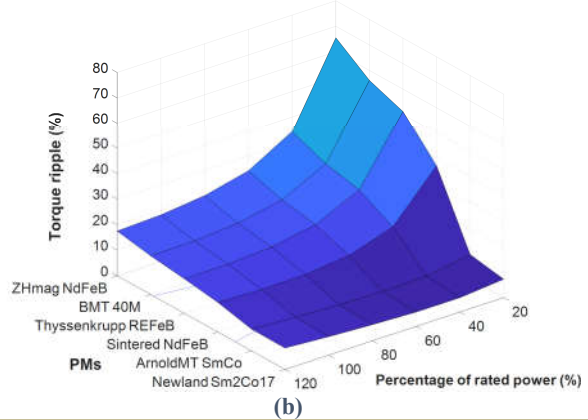 80
70
60
50
40
30
20
10
0
Torque ripple (%)
ZHmag NdFeB
BMT 40M
Thyssenkrupp REFeB
Sintered NdFeB
ArnoldMT SmCo
Newland Sm2Co17
PMs
120
100
80
60
40
20
Percentage of rated power (%)
(b)